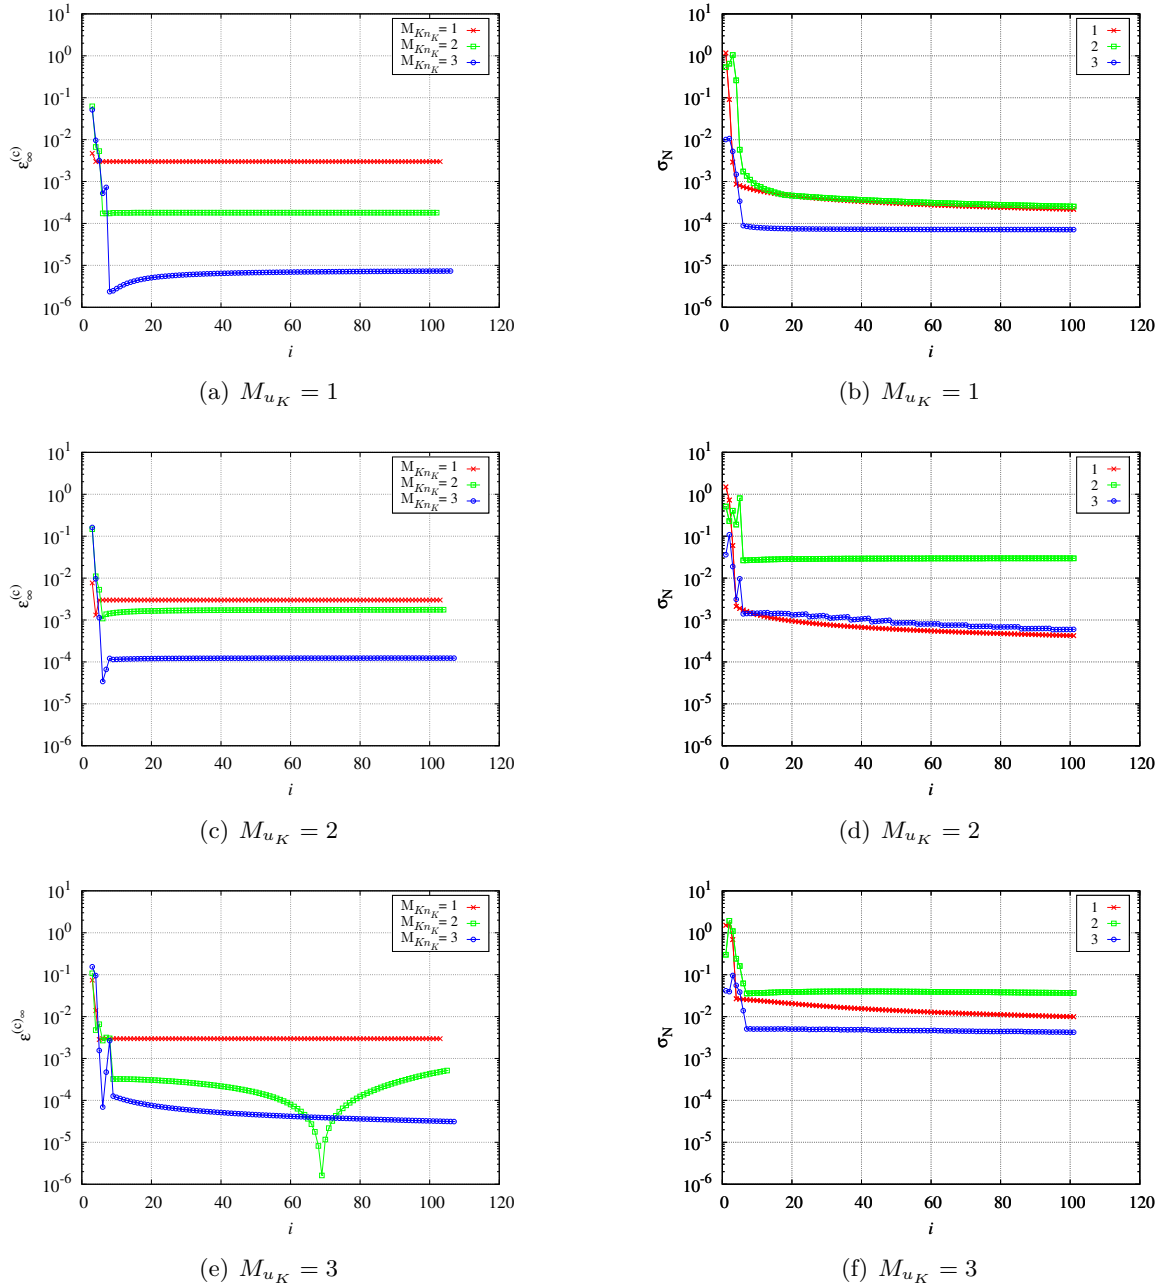 10^1
10^0
10^-1
10^-2
10^-3
10^-4
10^-5
10^-6
ε_∞^(c)
0 20 40 60 80 100 120
i
M_{Kn_K} = 1
M_{Kn_K} = 2
M_{Kn_K} = 3
(a) M_{u_K} = 1
10^1
10^0
10^-1
10^-2
10^-3
10^-4
10^-5
10^-6
σ_N
0 20 40 60 80 100 120
i
1
2
3
(b) M_{u_K} = 1
10^1
10^0
10^-1
10^-2
10^-3
10^-4
10^-5
10^-6
ε_∞^(c)
0 20 40 60 80 100 120
i
M_{Kn_K} = 1
M_{Kn_K} = 2
M_{Kn_K} = 3
(c) M_{u_K} = 2
10^1
10^0
10^-1
10^-2
10^-3
10^-4
10^-5
10^-6
σ_N
0 20 40 60 80 100 120
i
1
2
3
(d) M_{u_K} = 2
10^1
10^0
10^-1
10^-2
10^-3
10^-4
10^-5
10^-6
ε^(c)_∞
0 20 40 60 80 100 120
i
M_{Kn_K} = 1
M_{Kn_K} = 2
M_{Kn_K} = 3
(e) M_{u_K} = 3
10^1
10^0
10^-1
10^-2
10^-3
10^-4
10^-5
10^-6
σ_N
0 20 40 60 80 100 120
i
1
2
3
(f) M_{u_K} = 3